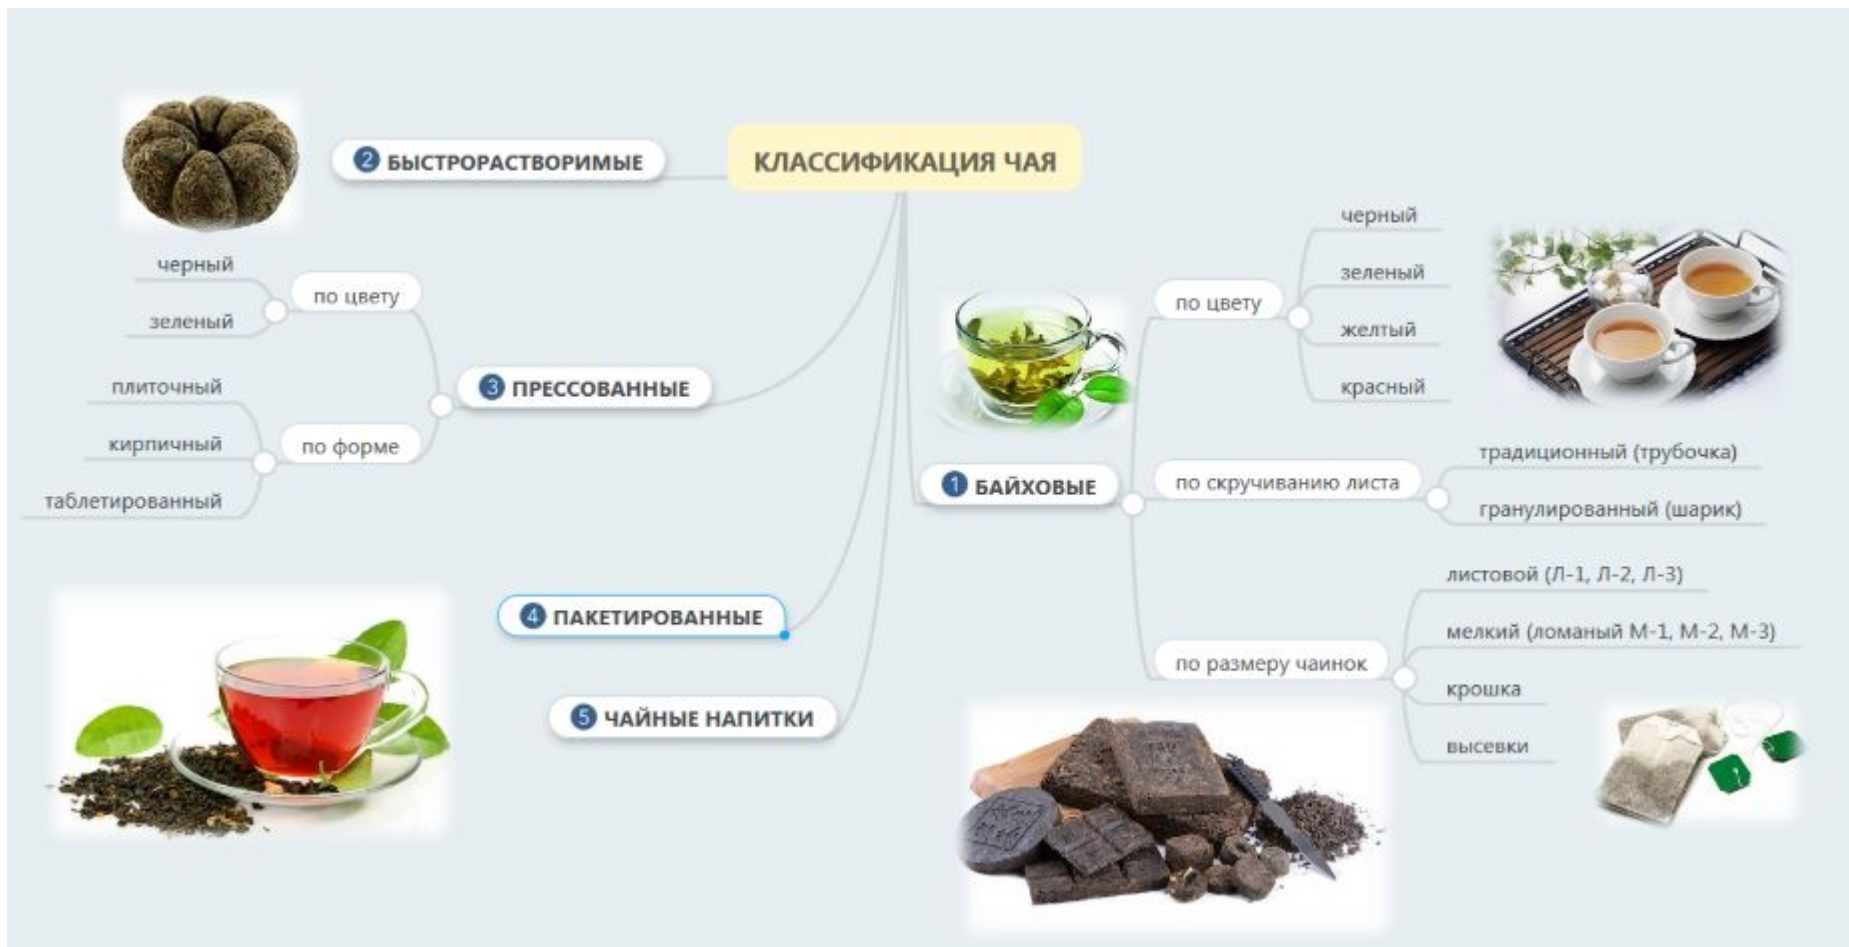 КЛАССИФИКАЦИЯ ЧАЯ
1 БАЙХОВЫЕ
по цвету
черный
зеленый
желтый
красный
по скручиванию листа
традиционный (трубочка)
гранулированный (шарик)
по размеру чаинок
листовой (Л-1, Л-2, Л-3)
мелкий (ломаный М-1, М-2, М-3)
крошка
высевки
2 БЫСТРОРАСТВОРИМЫЕ
3 ПРЕССОВАННЫЕ
по цвету
черный
зеленый
по форме
плиточный
кирпичный
таблетированный
4 ПАКЕТИРОВАННЫЕ
5 ЧАЙНЫЕ НАПИТКИ